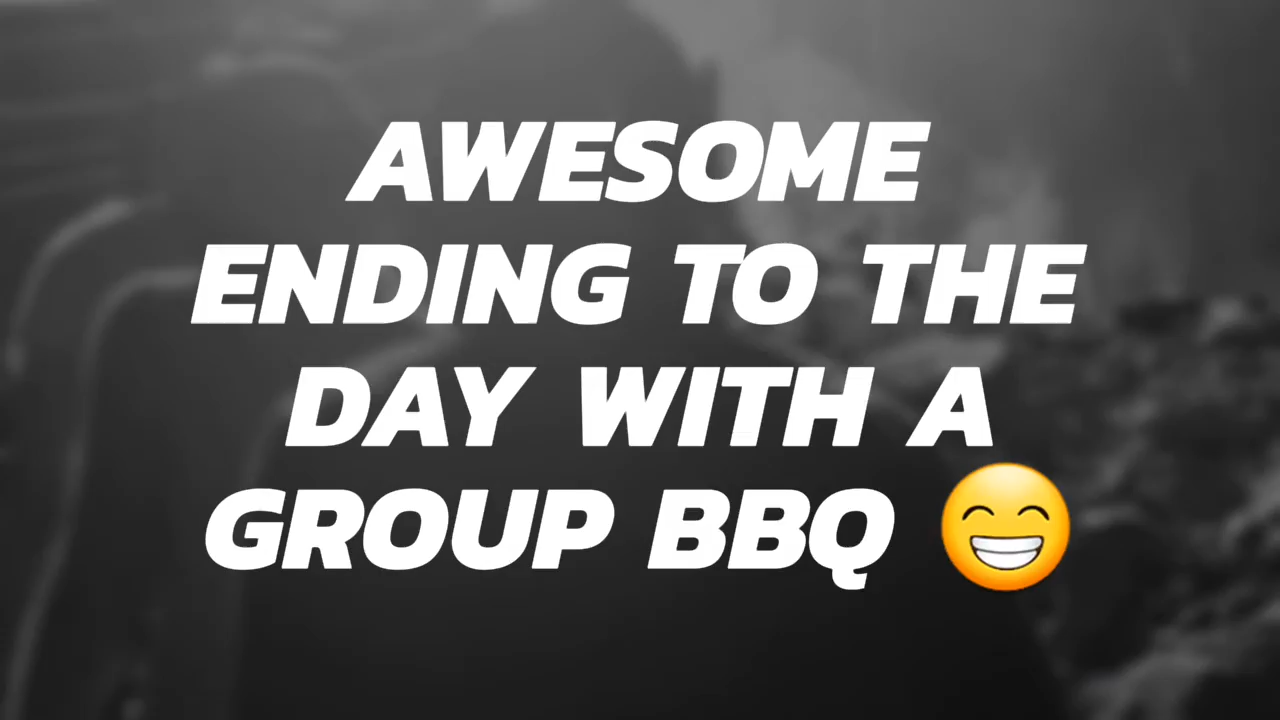 AWESOME
ENDING TO THE
DAY WITH A
GROUP BBQ 😁